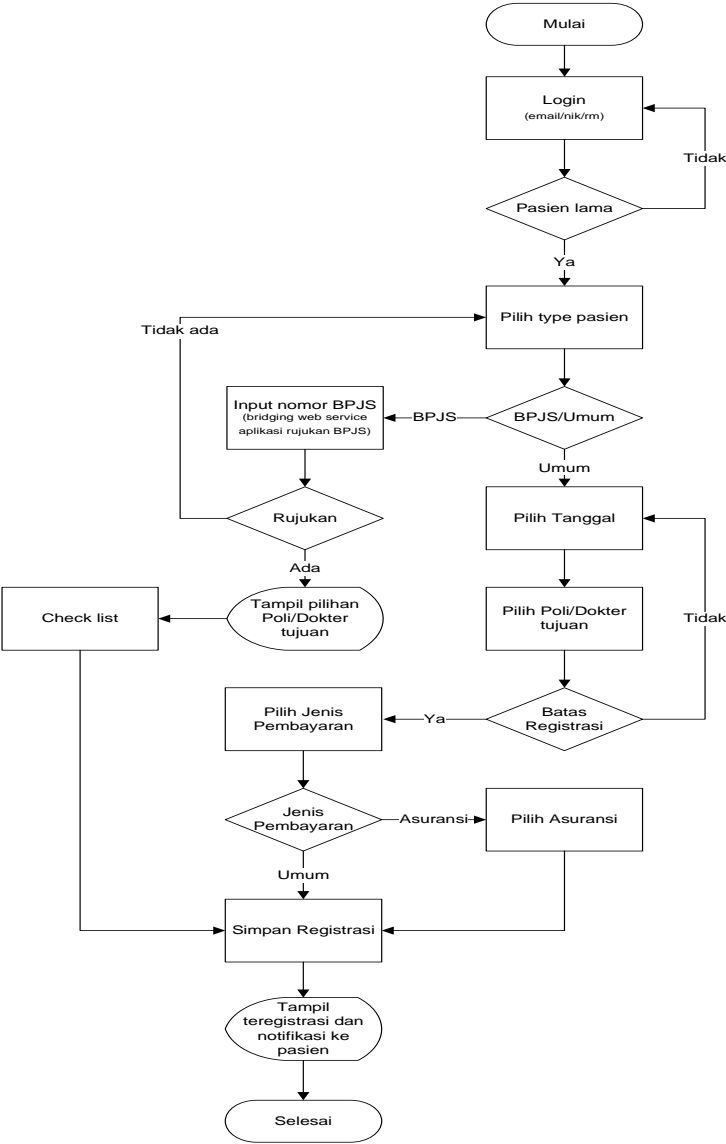 Mulai
Login
(email/nik/rm)
Tidak
Pasien lama
Ya
Pilih type pasien
Tidak ada
Input nomor BPJS
(bridging web service
aplikasi rujukan BPJS)
BPJS
BPJS/Umum
Umum
Rujukan
Pilih Tanggal
Ada
Tampil pilihan
Poli/Dokter
tujuan
Check list
Pilih Poli/Dokter
tujuan
Tidak
Pilih Jenis
Pembayaran
Ya
Batas
Registrasi
Jenis
Pembayaran
Asuransi
Pilih Asuransi
Umum
Simpan Registrasi
Tampil
teregistrasi dan
notifikasi ke
pasien
Selesai